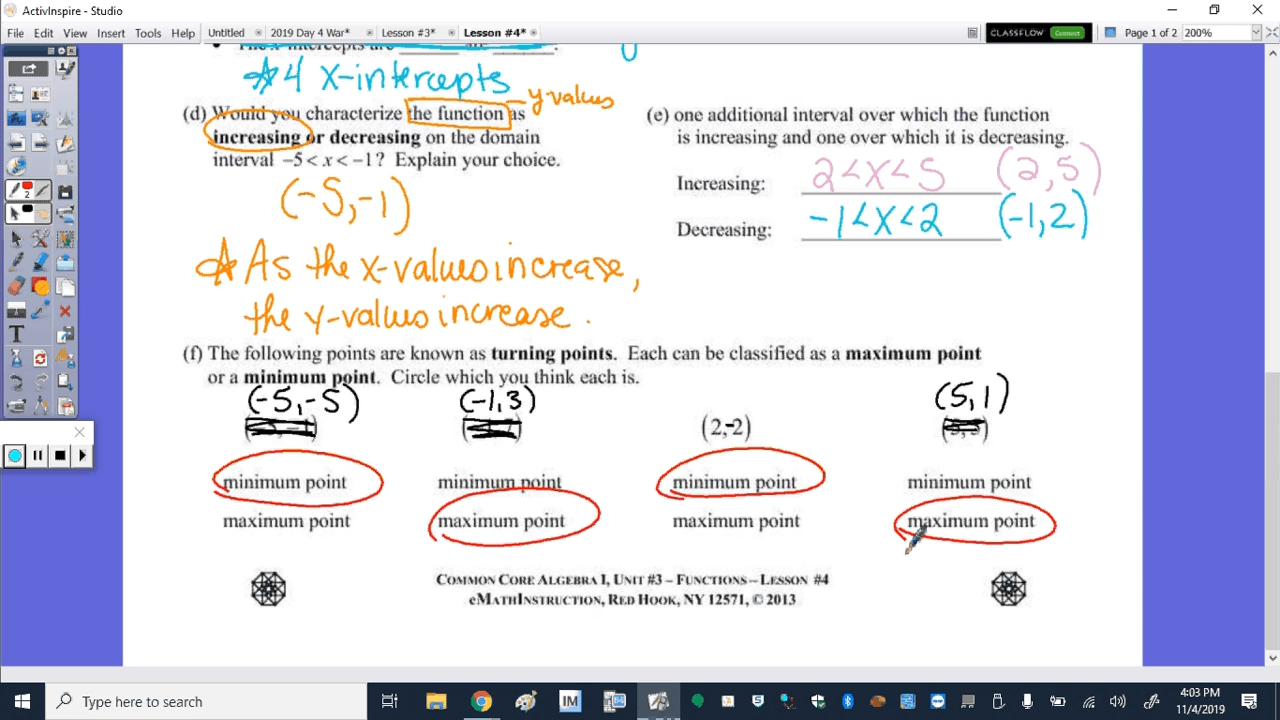 ActivInspire - Studio
File Edit View Insert Tools Help Untitled 2019 Day 4 War* Lesson #3* Lesson #4* CLASSFLOW Connect Page 1 of 2 200%
• The x-intercepts are
☆4 X-intercepts
(d) Would you characterize the function as
y-values
increasing or decreasing on the domain
interval −5 < x < −1? Explain your choice.
(-5,-1)
☆ As the x-values increase,
the y-values increase.
(e) one additional interval over which the function
is increasing and one over which it is decreasing.
Increasing: 2<x<5 (2,5)
Decreasing: -1<x<2 (-1,2)
(f) The following points are known as turning points. Each can be classified as a maximum point
or a minimum point. Circle which you think each is.
(-5,-5) (-1,3) (2,-2) (5,1)
minimum point minimum point minimum point minimum point
maximum point maximum point maximum point maximum point
COMMON CORE ALGEBRA I, UNIT #3 – FUNCTIONS – LESSON #4
eMATHINSTRUCTION, RED HOOK, NY 12571, © 2013
Type here to search
4:03 PM
11/4/2019